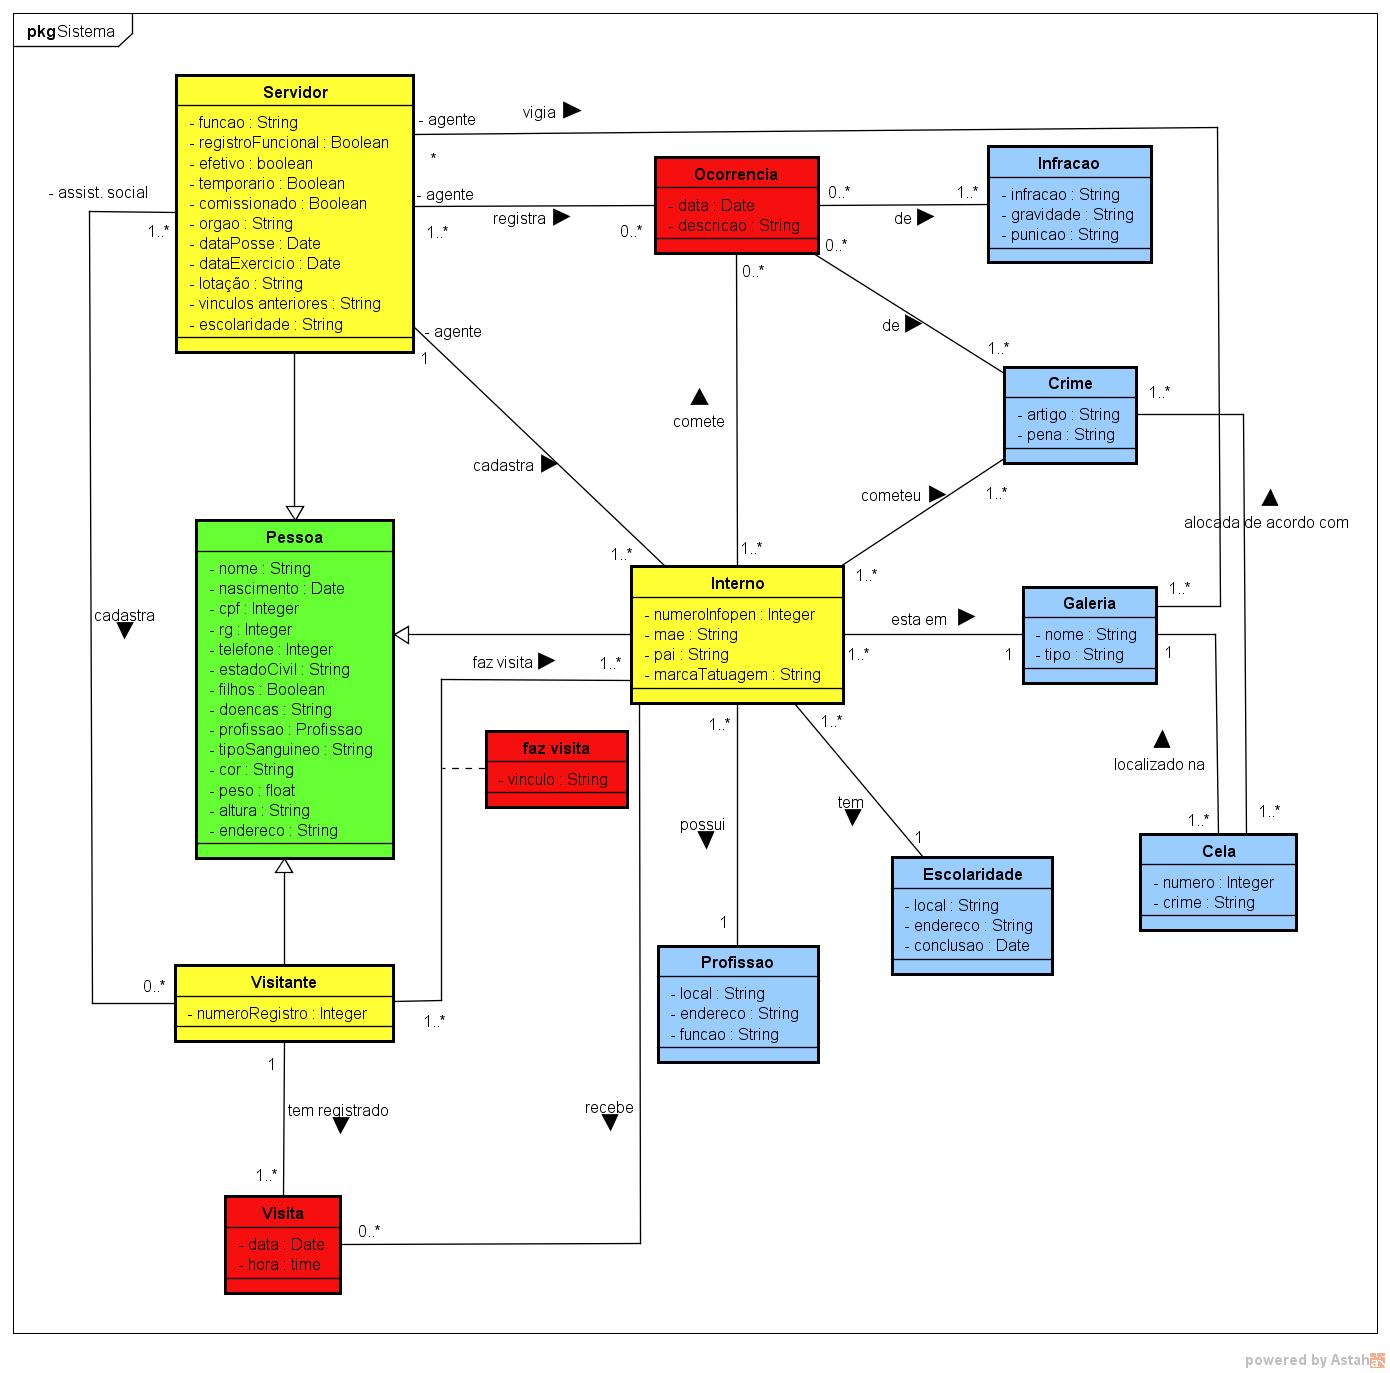 pkg Sistema
Servidor
- funcao : String
- registroFuncional : Boolean
- efetivo : boolean
- temporario : Boolean
- comissionado : Boolean
- orgao : String
- dataPosse : Date
- dataExercicio : Date
- lotação : String
- vinculos anteriores : String
- escolaridade : String
- agente
*
vigia
- agente
1..*
registra
0..*
- assist. social
1..*
- agente
1
cadastra
1..*
Ocorrencia
- data : Date
- descricao : String
0..*
de
1..*
0..*
de
1..*
0..*
comete
1..*
Infracao
- infracao : String
- gravidade : String
- punicao : String
Crime
- artigo : String
- pena : String
1..*
alocada de acordo com
1..*
cometeu
1..*
1..*
Pessoa
- nome : String
- nascimento : Date
- cpf : Integer
- rg : Integer
- telefone : Integer
- estadoCivil : String
- filhos : Boolean
- doencas : String
- profissao : Profissao
- tipoSanguineo : String
- cor : String
- peso : float
- altura : String
- endereco : String
cadastra
0..*
Interno
- numeroInfopen : Integer
- mae : String
- pai : String
- marcaTatuagem : String
esta em
1..*
1
Galeria
- nome : String
- tipo : String
1..*
1
localizado na
1..*
faz visita
1..*
1..*
faz visita
- vinculo : String
1..*
possui
1
1..*
tem
1
Cela
- numero : Integer
- crime : String
Escolaridade
- local : String
- endereco : String
- conclusao : Date
Profissao
- local : String
- endereco : String
- funcao : String
Visitante
- numeroRegistro : Integer
1
tem registrado
1..*
recebe
0..*
Visita
- data : Date
- hora : time
powered by Astah